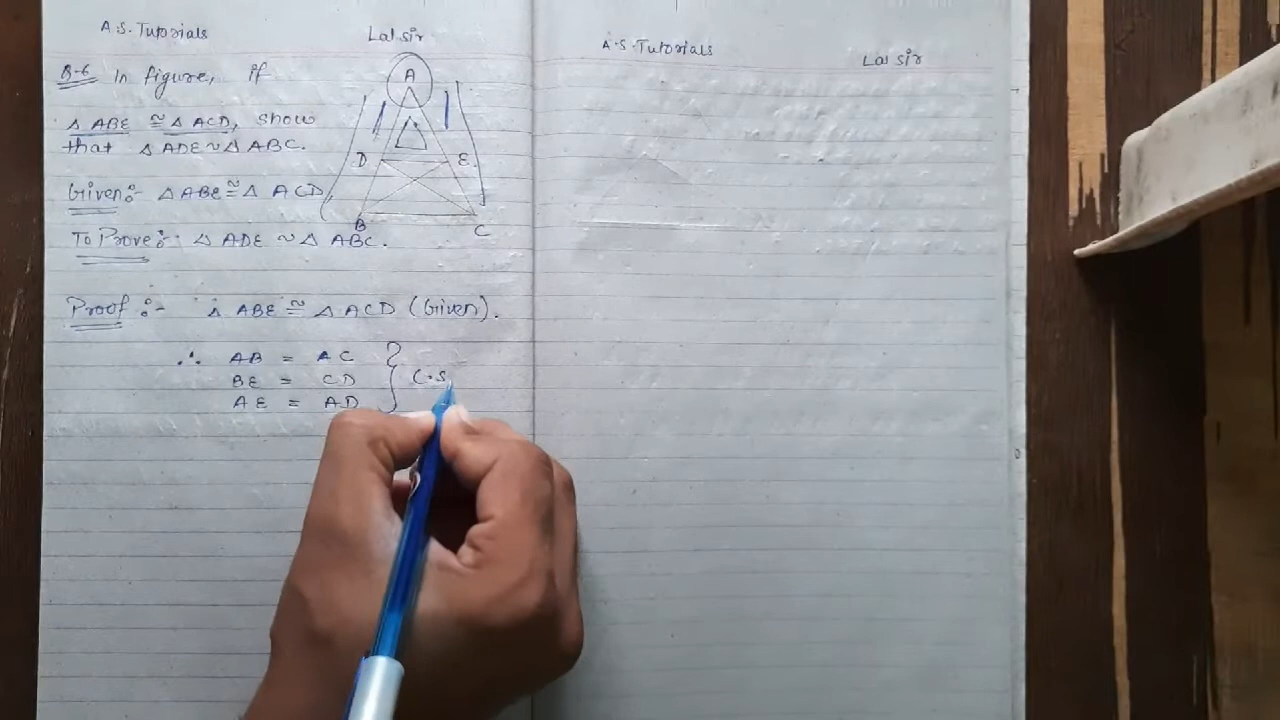 A.S. Tutorials
Lal sir
Q-6 In figure, if
△ ABE ≅ △ ACD, show
that △ ADE ~ △ ABC.
Given:- △ ABE ≅ △ ACD
To Prove:- △ ADE ~ △ ABC.
A
D
E
B
C
Proof :- ∵ △ ABE ≅ △ ACD (Given).
∴ AB = AC
BE = CD
AE = AD
(C.S
A.S. Tutorials
Lal sir